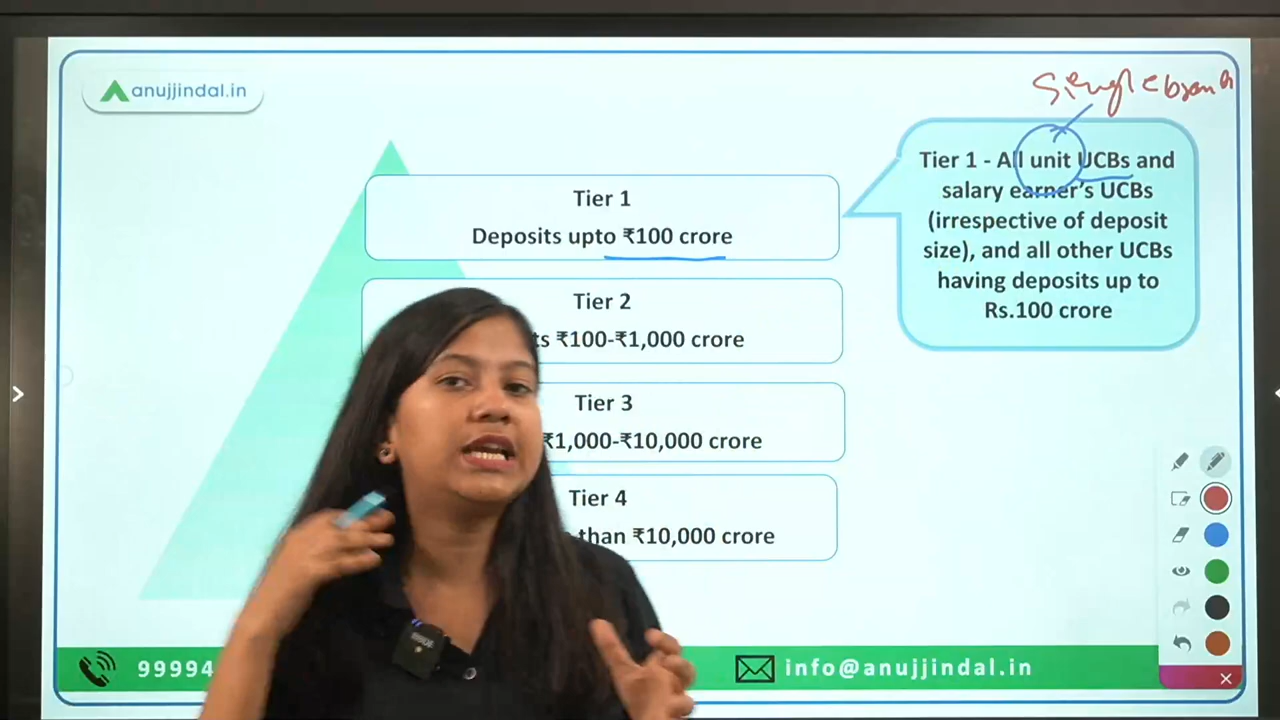 anujjindal.in
Single branch
Tier 1
Deposits upto ₹100 crore
Tier 1 - All unit UCBs and
salary earner's UCBs
(irrespective of deposit
size), and all other UCBs
having deposits up to
Rs.100 crore
Tier 2
₹100-₹1,000 crore
Tier 3
₹1,000-₹10,000 crore
Tier 4
than ₹10,000 crore
99994
info@anujjindal.in